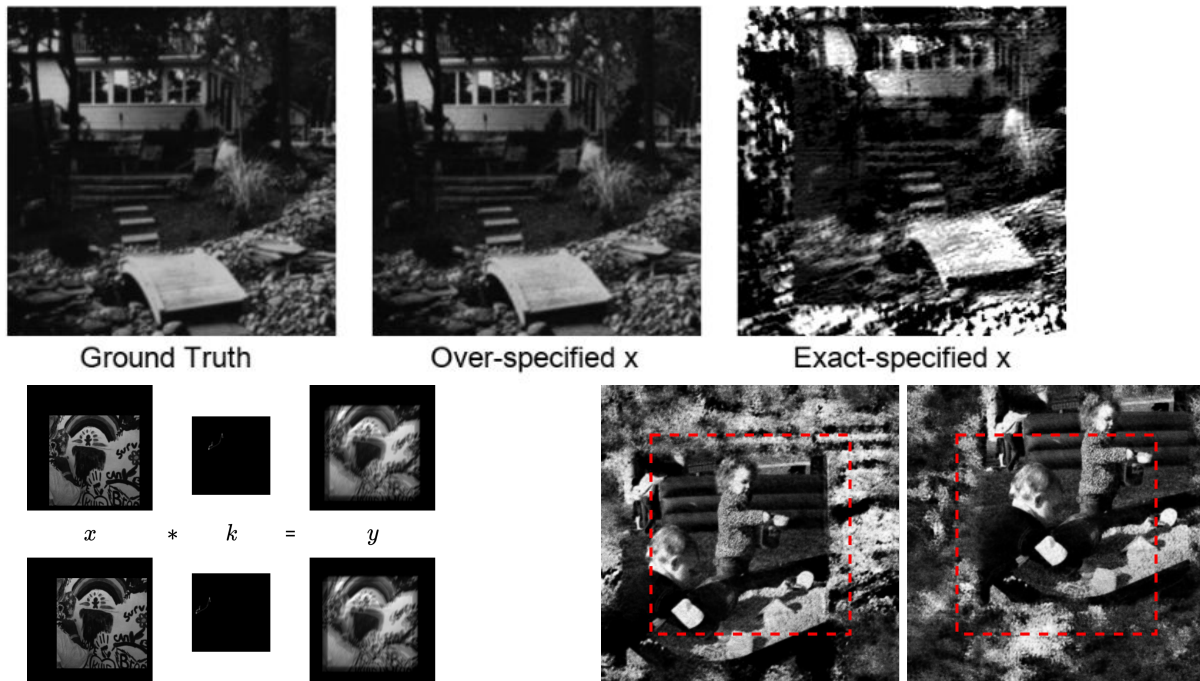 Ground Truth
Over-specified x
Exact-specified x
x * k = y